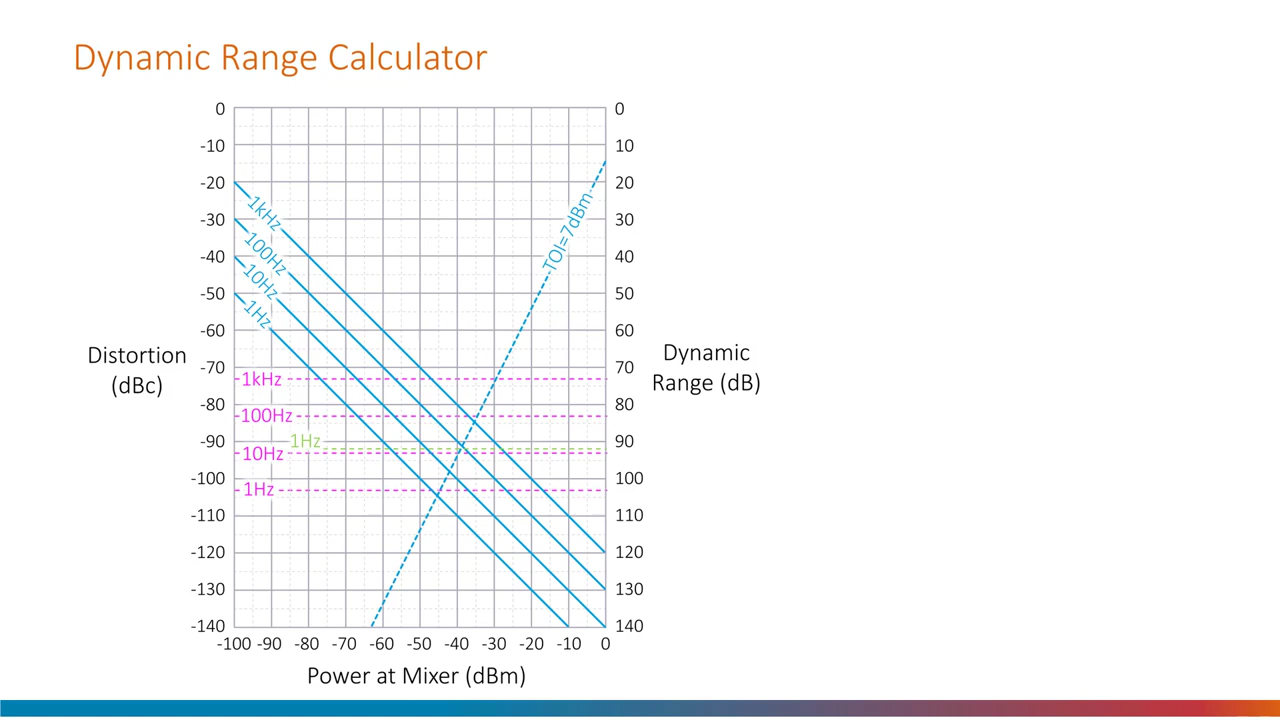 Dynamic Range Calculator
0
-10
-20
-30
-40
-50
-60
-70
-80
-90
-100
-110
-120
-130
-140
Distortion
(dBc)
1kHz
100Hz
10Hz
1Hz
TOI=7dBm
1kHz
100Hz
1Hz
10Hz
1Hz
0
10
20
30
40
50
60
70
80
90
100
110
120
130
140
Dynamic
Range (dB)
-100 -90 -80 -70 -60 -50 -40 -30 -20 -10 0
Power at Mixer (dBm)